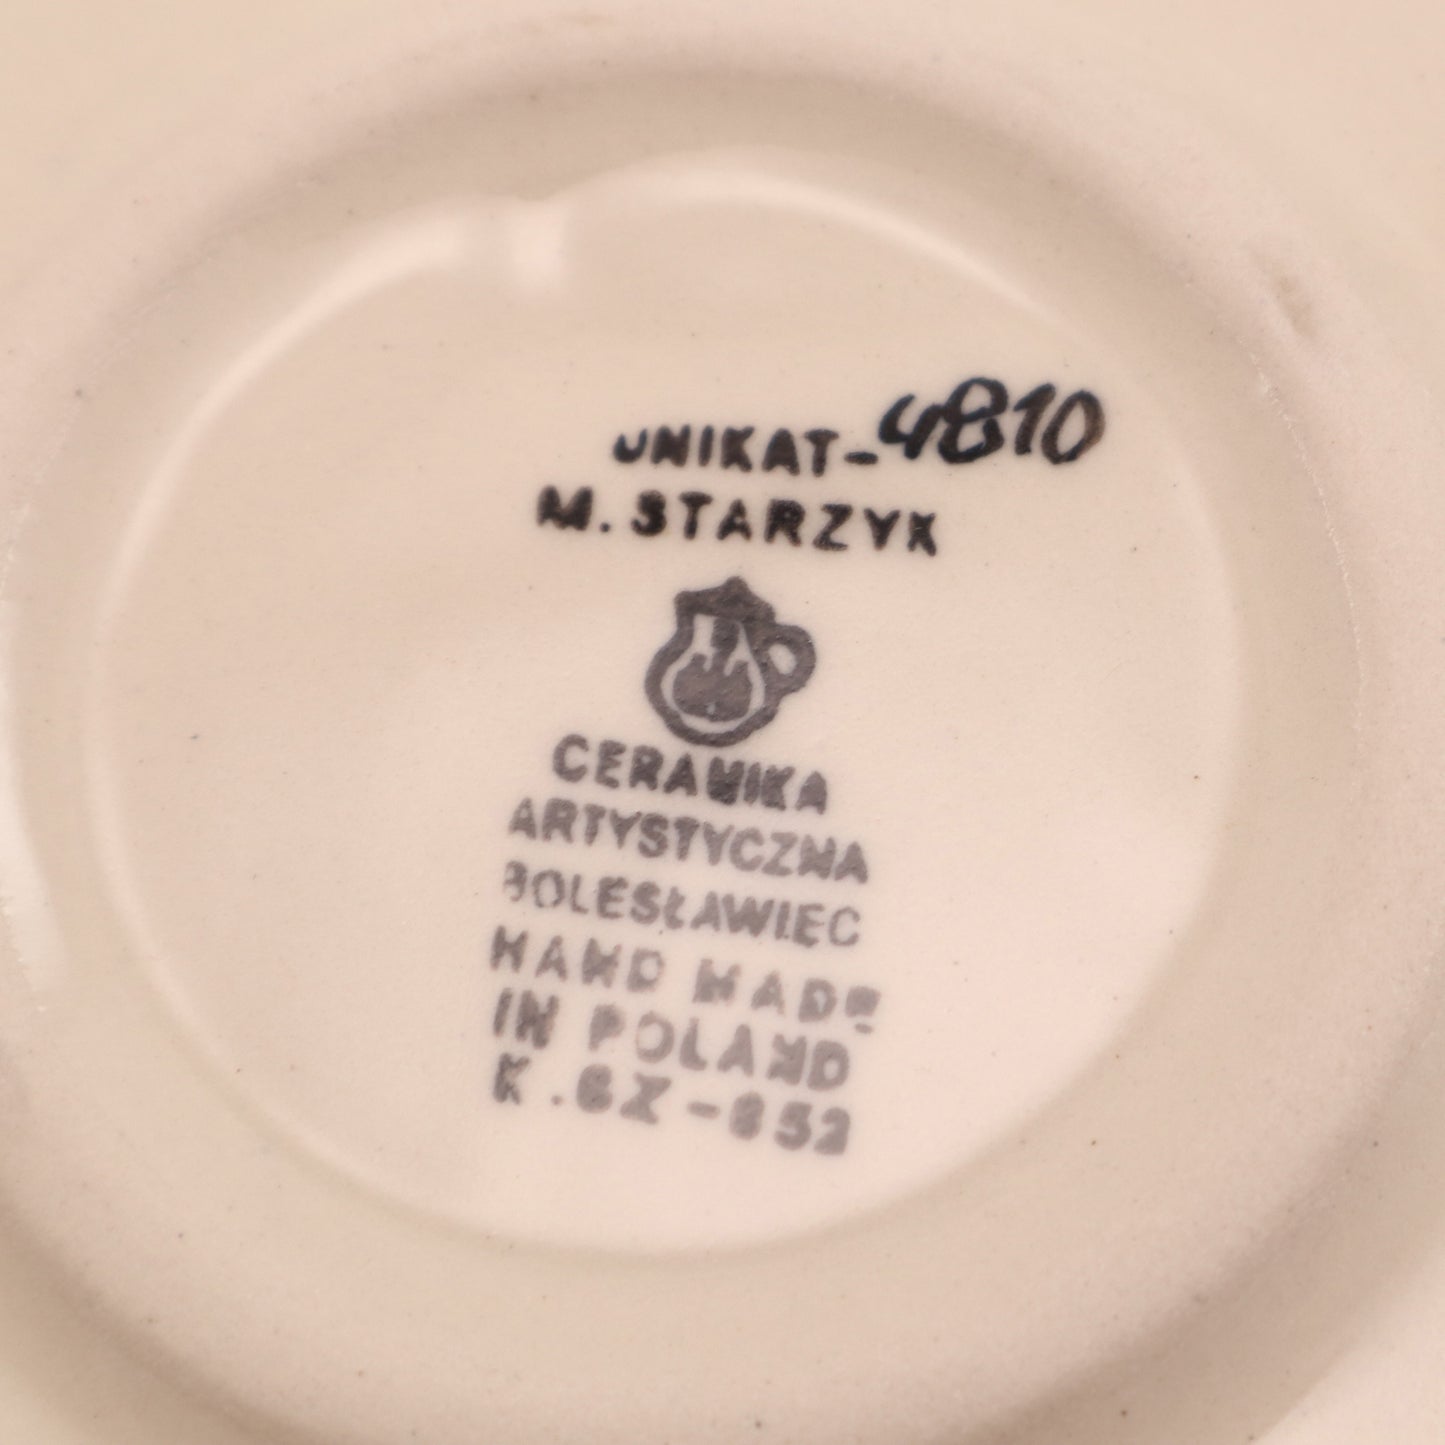 UNIKAT-4810
M. STARZYK
CERAMIKA
ARTYSTYCZNA
BOLESŁAWIEC
HAND MADE
IN POLAND